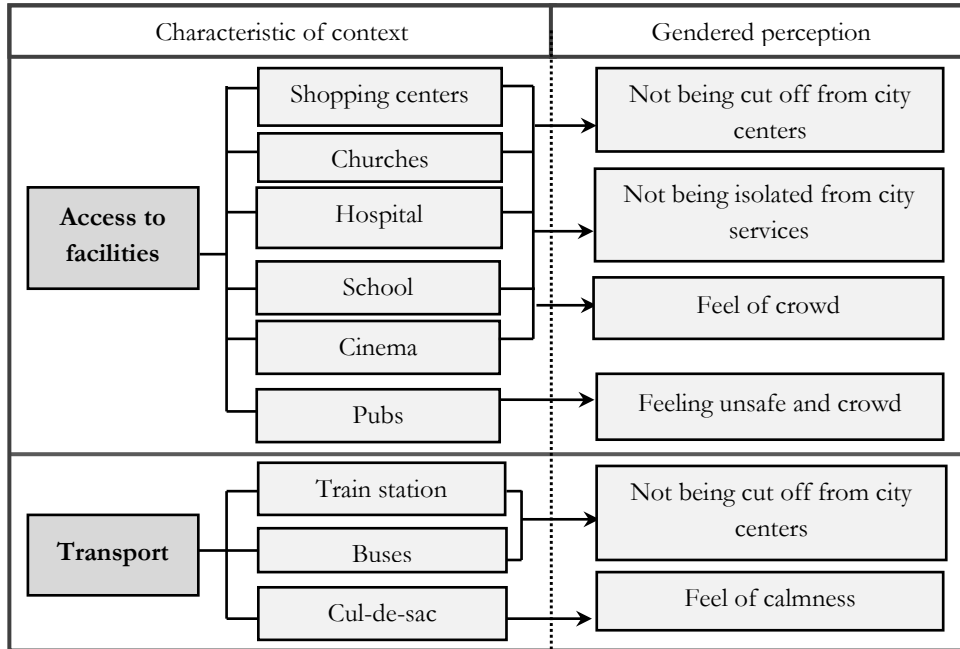 Characteristic of context
Gendered perception
Access to
facilities
Shopping centers
Churches
Hospital
School
Cinema
Pubs
Not being cut off from city
centers
Not being isolated from city
services
Feel of crowd
Feeling unsafe and crowd
Transport
Train station
Buses
Cul-de-sac
Not being cut off from city
centers
Feel of calmness